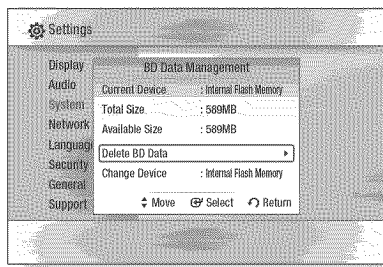 Settings
Display
Audio
System
Network
Languag
Security
General
Support
BD Data Management
Current Device : Internal Flash Memory
Total Size : 589MB
Available Size : 589MB
Delete BD Data
Change Device : Internal Flash Memory
Move Select Return